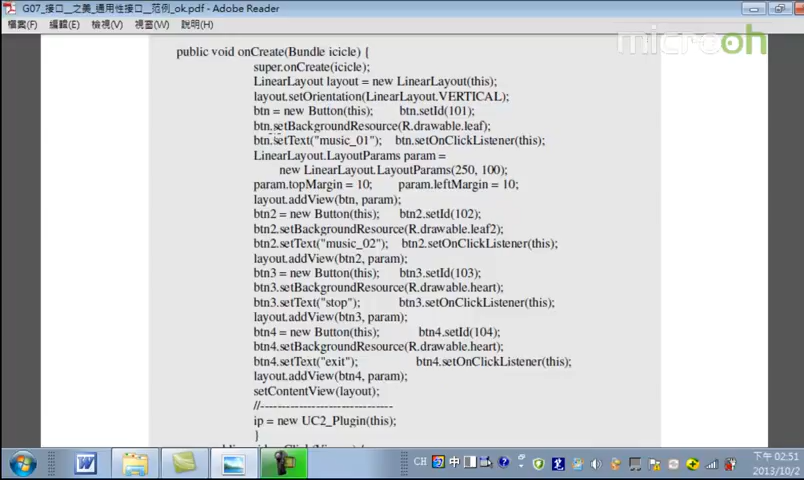 G07_接口__之美_通用性接口__范例_ok.pdf - Adobe Reader
檔案(F) 編輯(E) 檢視(V) 視窗(W) 說明(H)
microoh
public void onCreate(Bundle icicle) {
super.onCreate(icicle);
LinearLayout layout = new LinearLayout(this);
layout.setOrientation(LinearLayout.VERTICAL);
btn = new Button(this); btn.setId(101);
btn.setBackgroundResource(R.drawable.leaf);
btn.setText("music_01"); btn.setOnClickListener(this);
LinearLayout.LayoutParams param =
new LinearLayout.LayoutParams(250, 100);
param.topMargin = 10; param.leftMargin = 10;
layout.addView(btn, param);
btn2 = new Button(this); btn2.setId(102);
btn2.setBackgroundResource(R.drawable.leaf2);
btn2.setText("music_02"); btn2.setOnClickListener(this);
layout.addView(btn2, param);
btn3 = new Button(this); btn3.setId(103);
btn3.setBackgroundResource(R.drawable.heart);
btn3.setText("stop"); btn3.setOnClickListener(this);
layout.addView(btn3, param);
btn4 = new Button(this); btn4.setId(104);
btn4.setBackgroundResource(R.drawable.heart);
btn4.setText("exit"); btn4.setOnClickListener(this);
layout.addView(btn4, param);
setContentView(layout);
//-------------------------------
ip = new UC2_Plugin(this);
}
CH 中 下午 02:51
2013/10/2